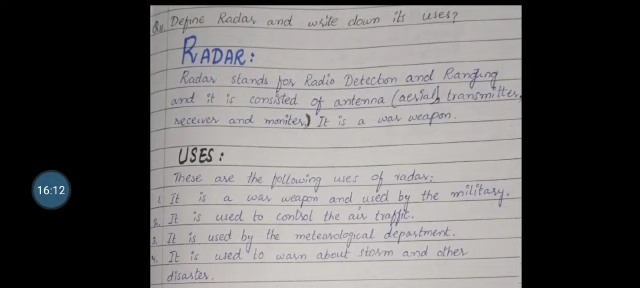 Q11. Define Radar and write down its uses?
RADAR:
Radar stands for Radio Detection and Ranging
and it is consisted of antenna (aerial), transmitter,
receiver and moniter) It is a war weapon.
USES:
These are the following uses of radar:
1. It is a war weapon and used by the military.
2. It is used to control the air traffic.
3. It is used by the meteorological department.
4. It is used to warn about storm and other
disaster.
16:12